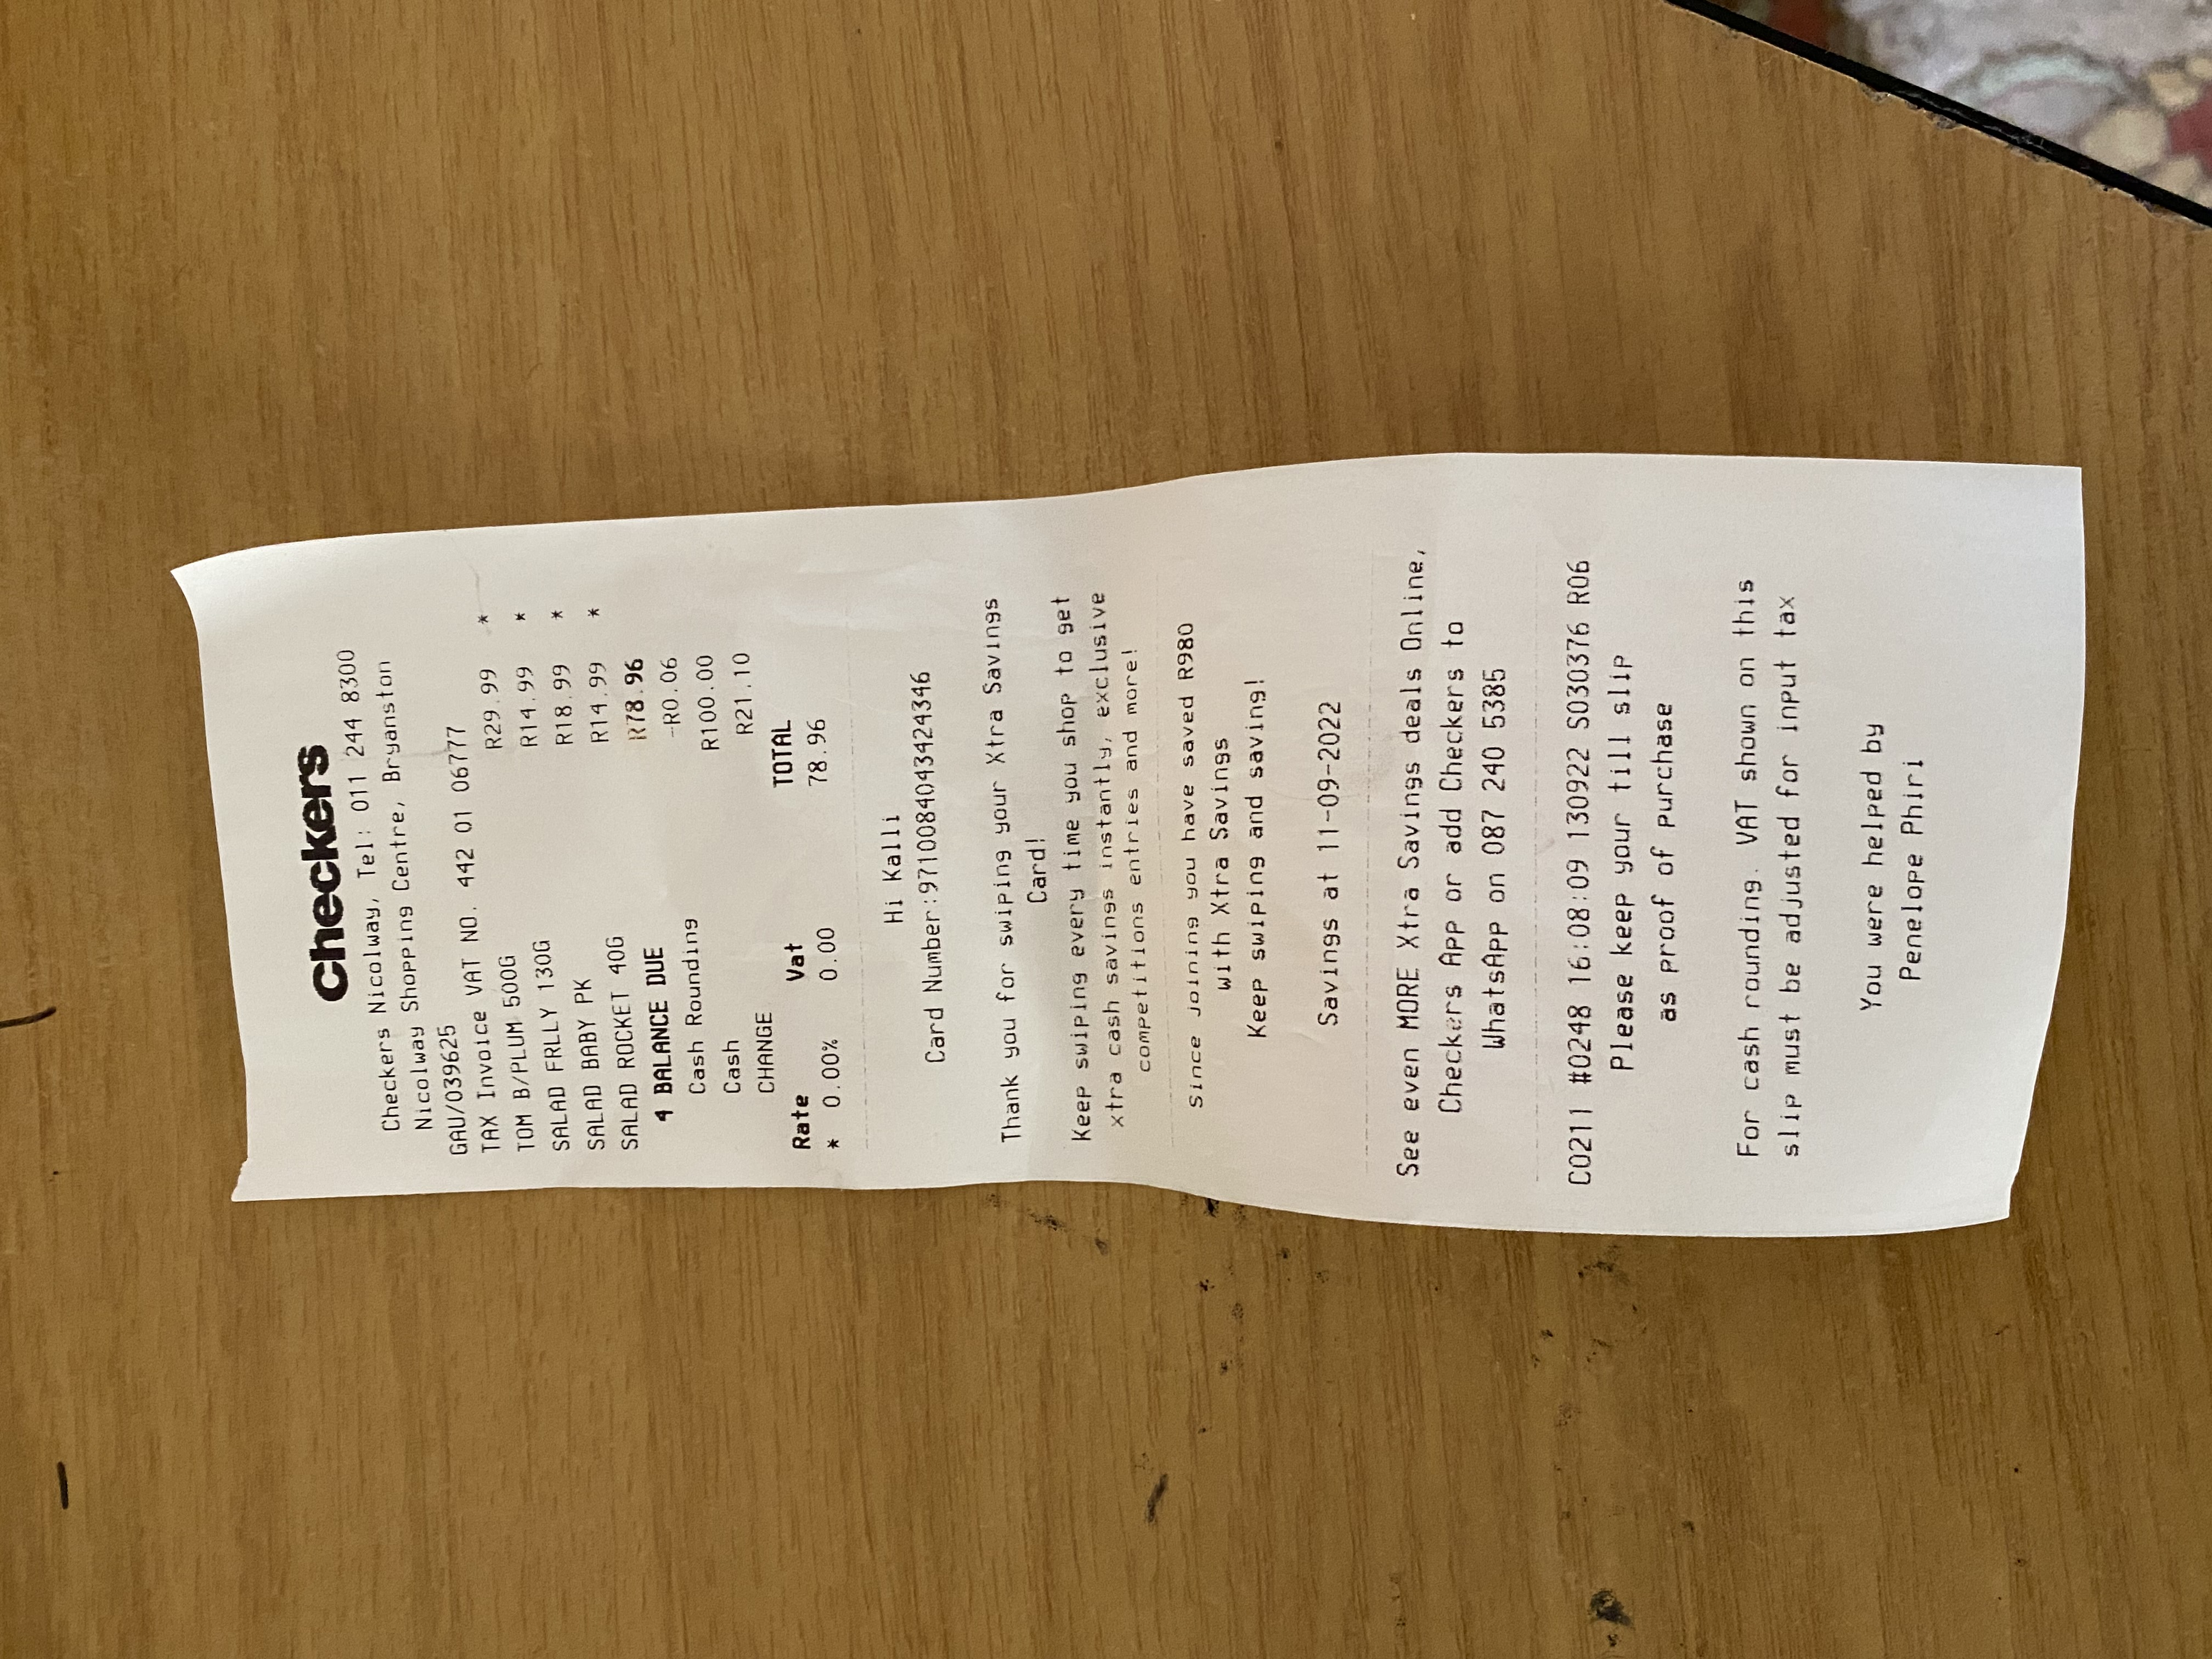 Checkers
Checkers Nicolway, Tel: 011 244 8300
Nicolway Shopping Centre, Bryanston
GAU/039625
TAX Invoice VAT NO. 442 01 06777
TOM B/PLUM 500G R29.99 *
SALAD FRLLY 130G R14.99 *
SALAD BABY PK R18.99 *
SALAD ROCKET 40G R14.99 *
4 BALANCE DUE R78.96
Cash Rounding -R0.06
Cash R100.00
CHANGE R21.10
Rate Vat TOTAL
* 0.00% 0.00 78.96
Hi Kalli
Card Number:9710084043424346
Thank you for swiping your Xtra Savings
Card!
Keep swiping every time you shop to get
xtra cash savings instantly, exclusive
competitions entries and more!
Since joining you have saved R980
with Xtra Savings
Keep swiping and saving!
Savings at 11-09-2022
See even MORE Xtra Savings deals Online,
Checkers App or add Checkers to
WhatsApp on 087 240 5385
C0211 #0248 16:08:09 130922 S030376 R06
Please keep your till slip
as proof of purchase
For cash rounding. VAT shown on this
slip must be adjusted for input tax
You were helped by
Penelope Phiri